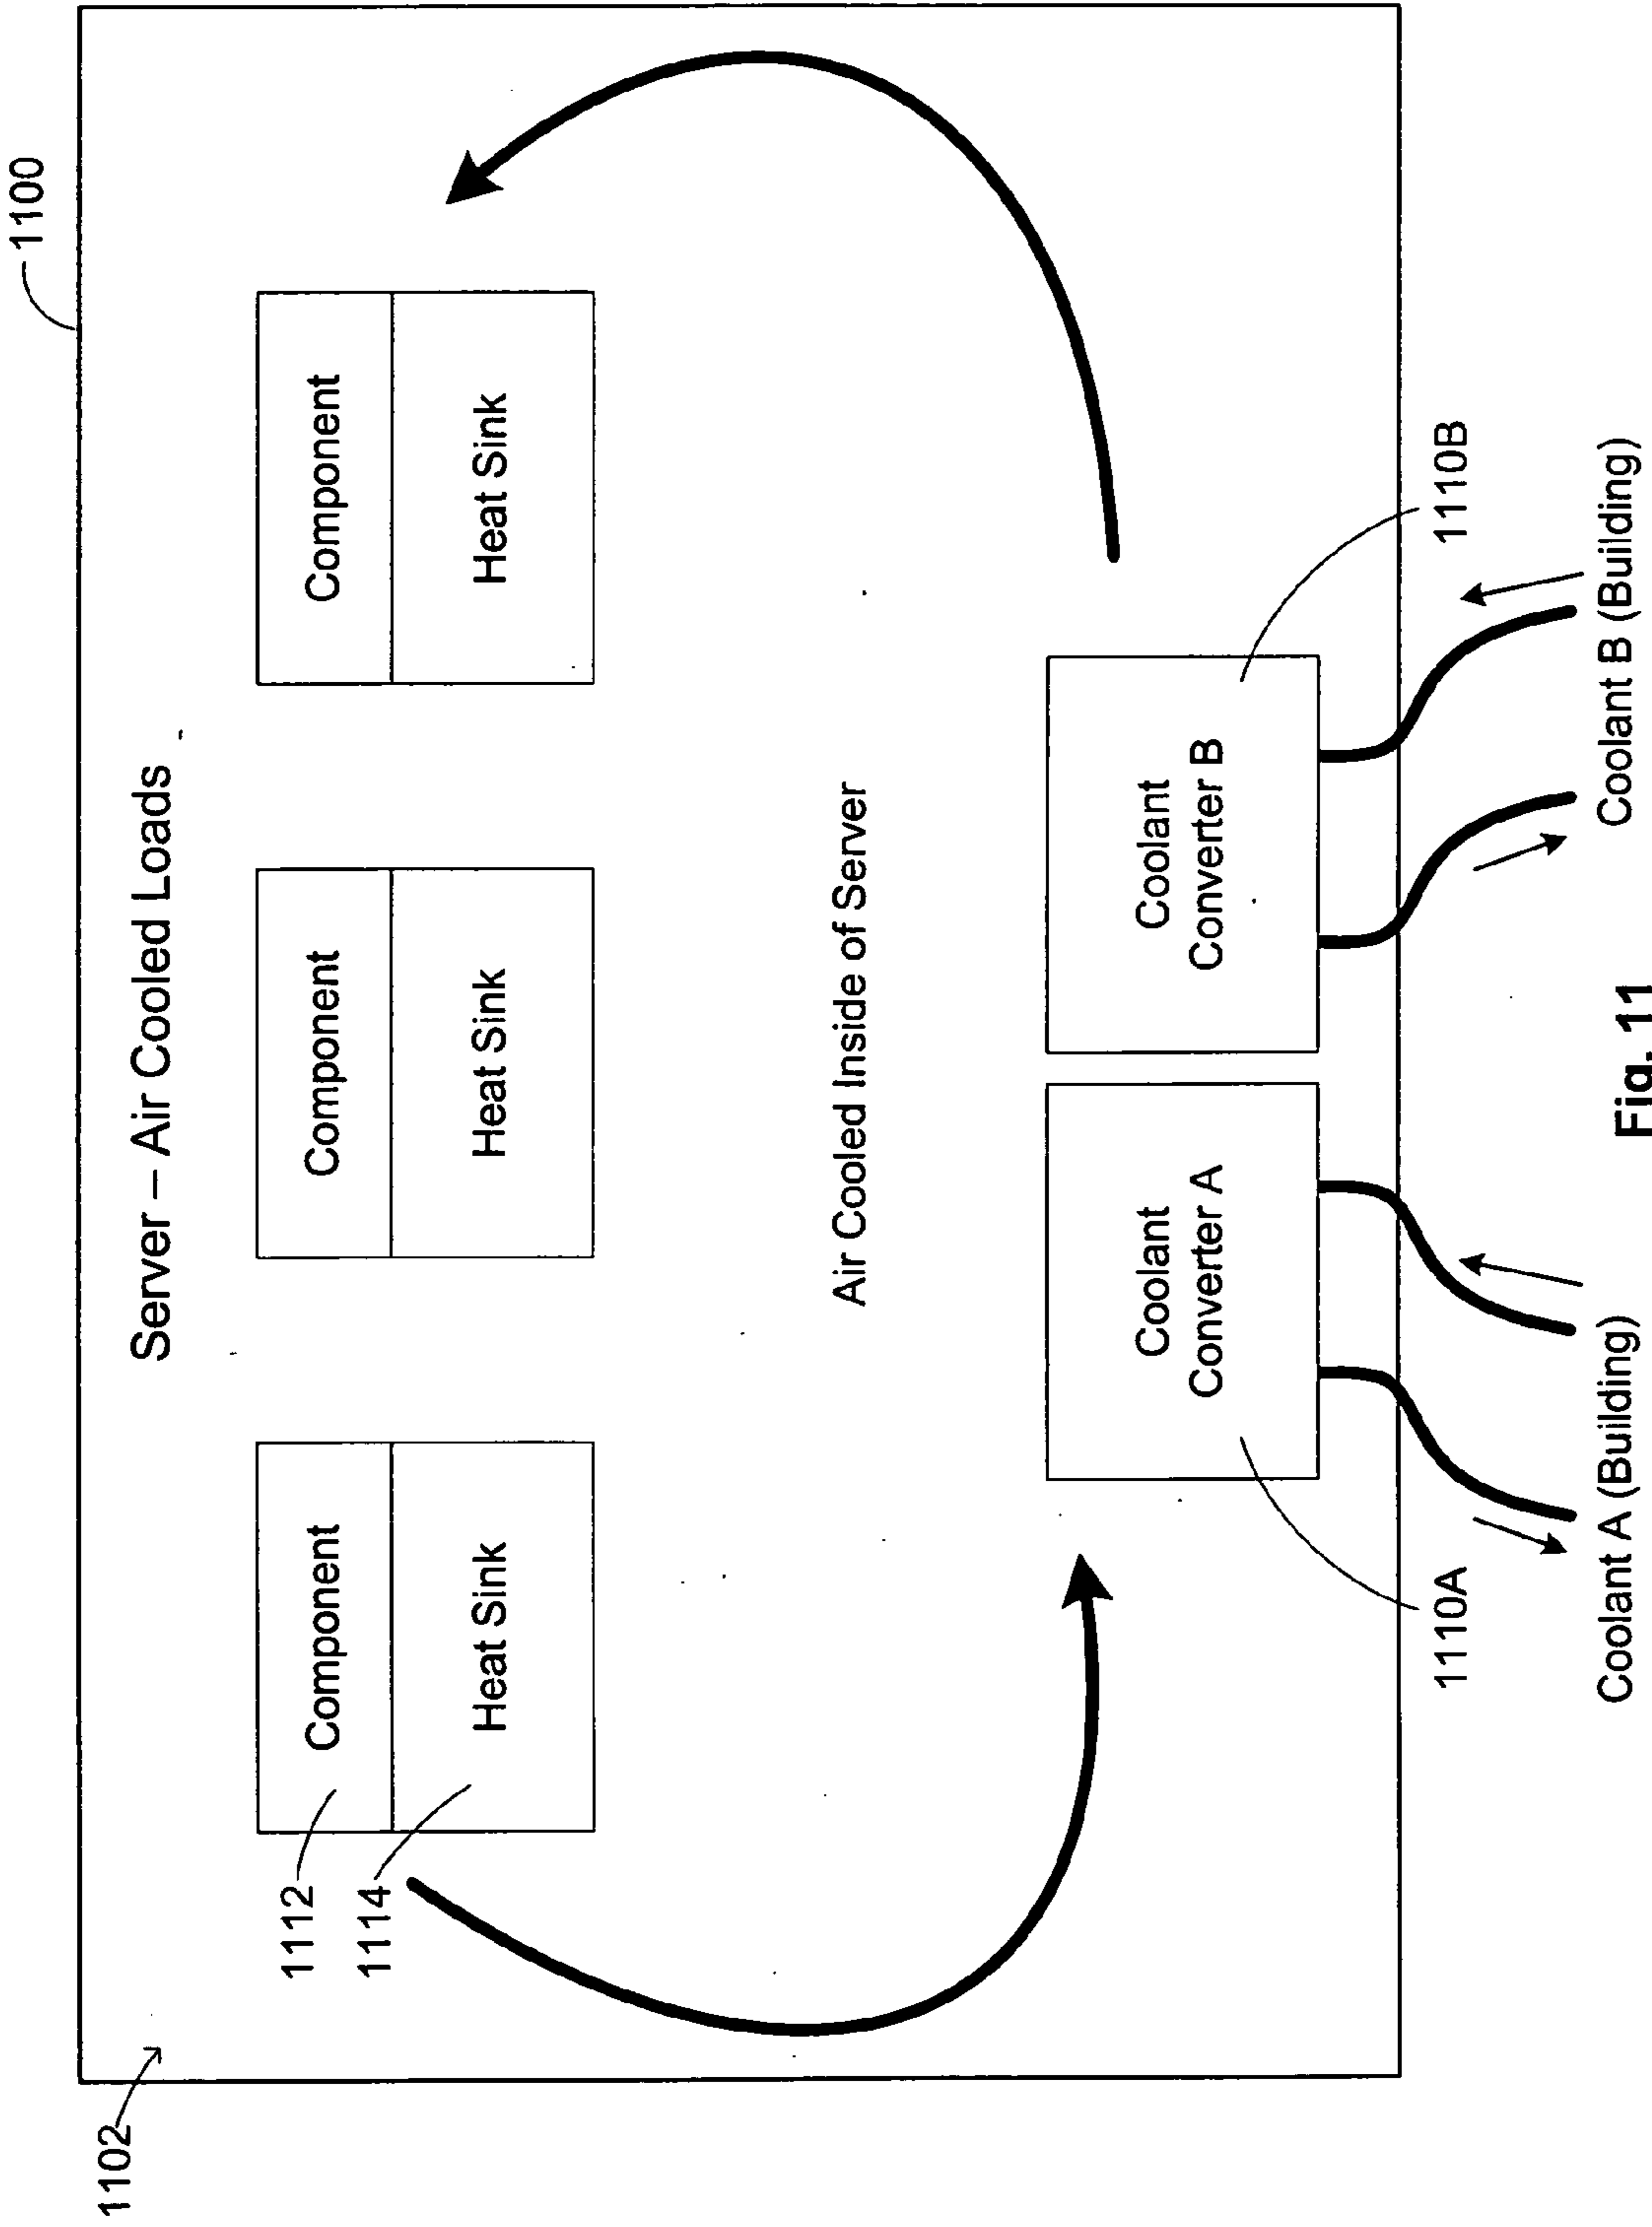 1100
1102
Server – Air Cooled Loads
Component
Heat Sink
Component
Heat Sink
Component
Heat Sink
1112
1114
Air Cooled Inside of Server
Coolant
Converter A
Coolant
Converter B
1110A
1110B
Coolant A (Building)
Coolant B (Building)
Fig. 11